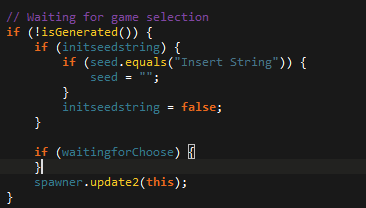 // Waiting for game selection
if (!isGenerated()) {
    if (initseedstring) {
        if (seed.equals("Insert String")) {
            seed = "";
        }
        initseedstring = false;
    }

    if (waitingforChoose) {
    }
    spawner.update2(this);
}